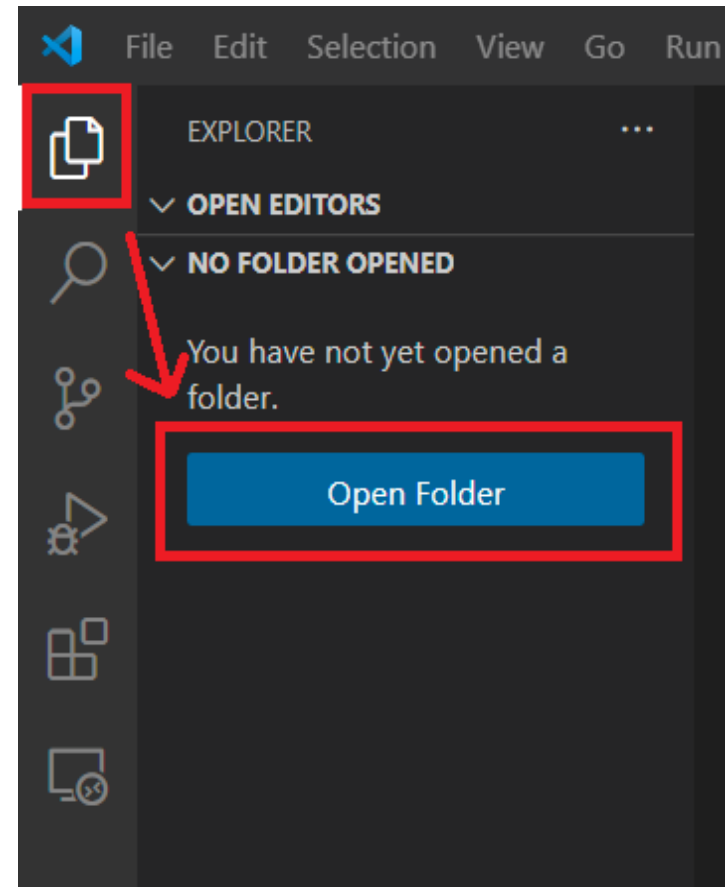 File Edit Selection View Go Run
EXPLORER
OPEN EDITORS
NO FOLDER OPENED
You have not yet opened a
folder.
Open Folder